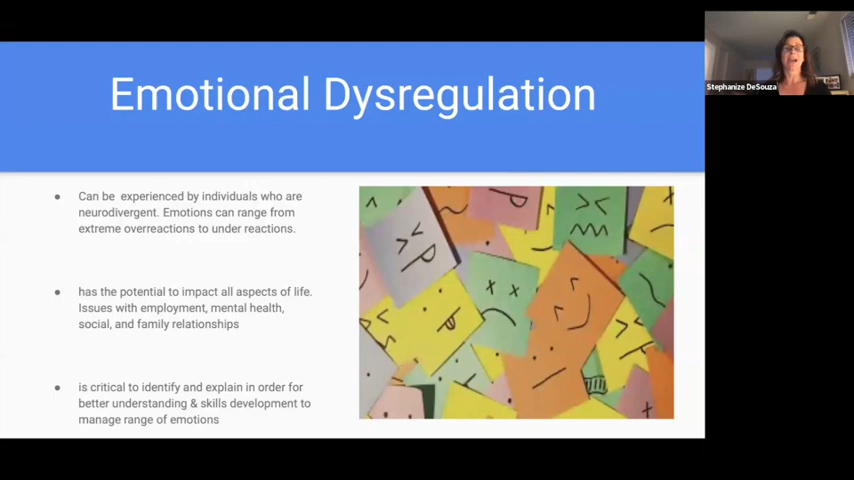 Emotional Dysregulation
Stephanize DeSouza
● Can be experienced by individuals who are
neurodivergent. Emotions can range from
extreme overreactions to under reactions.
● has the potential to impact all aspects of life.
Issues with employment, mental health,
social, and family relationships
● is critical to identify and explain in order for
better understanding & skills development to
manage range of emotions